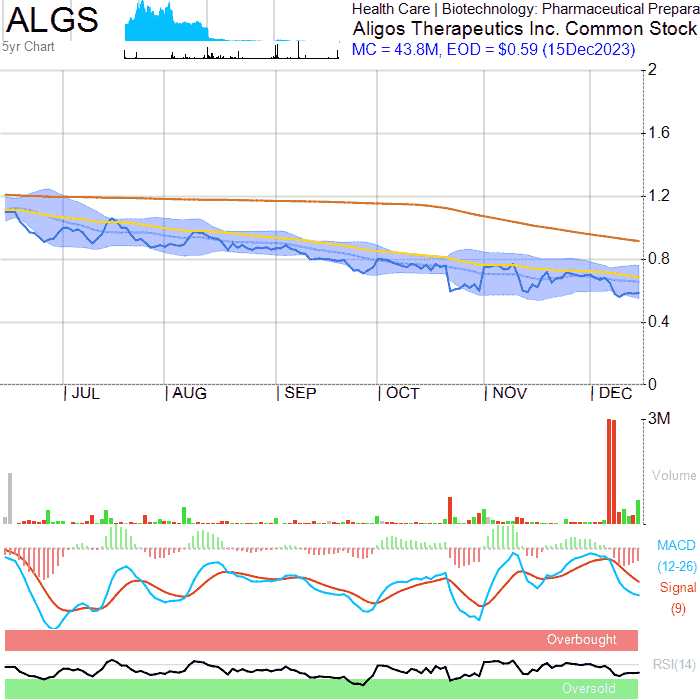 ALGS
5yr Chart
Health Care | Biotechnology: Pharmaceutical Prepara
Aligos Therapeutics Inc. Common Stock
MC = 43.8M, EOD = $0.59 (15Dec2023)
2
1.6
1.2
0.8
0.4
0
JUL AUG SEP OCT NOV DEC
3M
Volume
MACD
(12-26)
Signal
(9)
Overbought
RSI(14)
Oversold